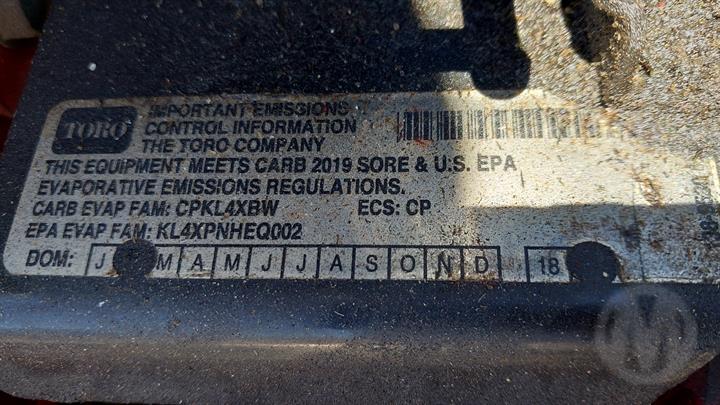 TORO
IMPORTANT EMISSIONS
CONTROL INFORMATION
THE TORO COMPANY
THIS EQUIPMENT MEETS CARB 2019 SORE & U.S. EPA
EVAPORATIVE EMISSIONS REGULATIONS.
CARB EVAP FAM: CPKL4XBW ECS: CP
EPA EVAP FAM: KL4XPNHEQ002
DOM: J M A M J J A S O N D 18
M